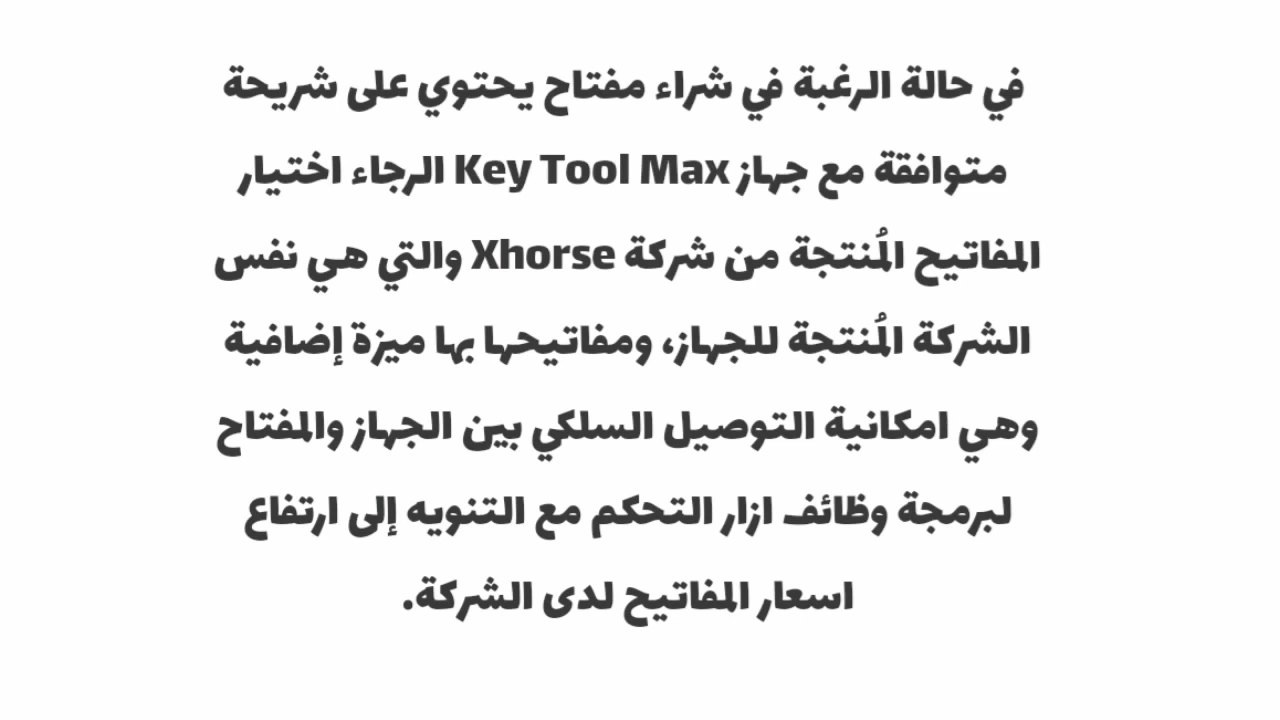 في حالة الرغبة في شراء مفتاح يحتوي على شريحة
متوافقة مع جهاز Key Tool Max الرجاء اختيار
المفاتيح المُنتجة من شركة Xhorse والتي هي نفس
الشركة المُنتجة للجهاز، ومفاتيحها بها ميزة إضافية
وهي امكانية التوصيل السلكي بين الجهاز والمفتاح
لبرمجة وظائف ازار التحكم مع التنويه إلى ارتفاع
اسعار المفاتيح لدى الشركة.